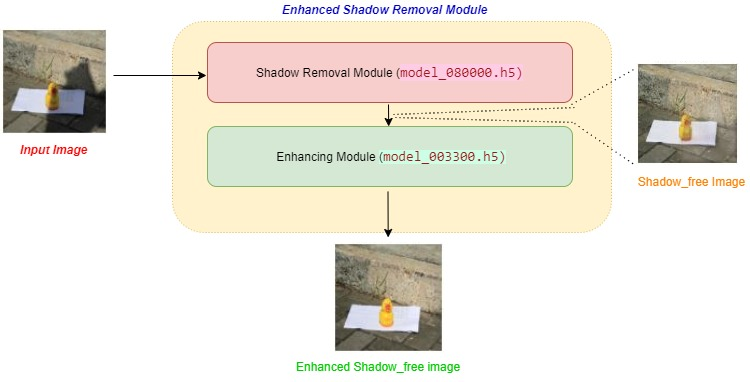 Enhanced Shadow Removal Module
Shadow Removal Module (model_080000.h5)
Input Image
Enhancing Module (model_003300.h5)
Shadow_free Image
Enhanced Shadow_free image